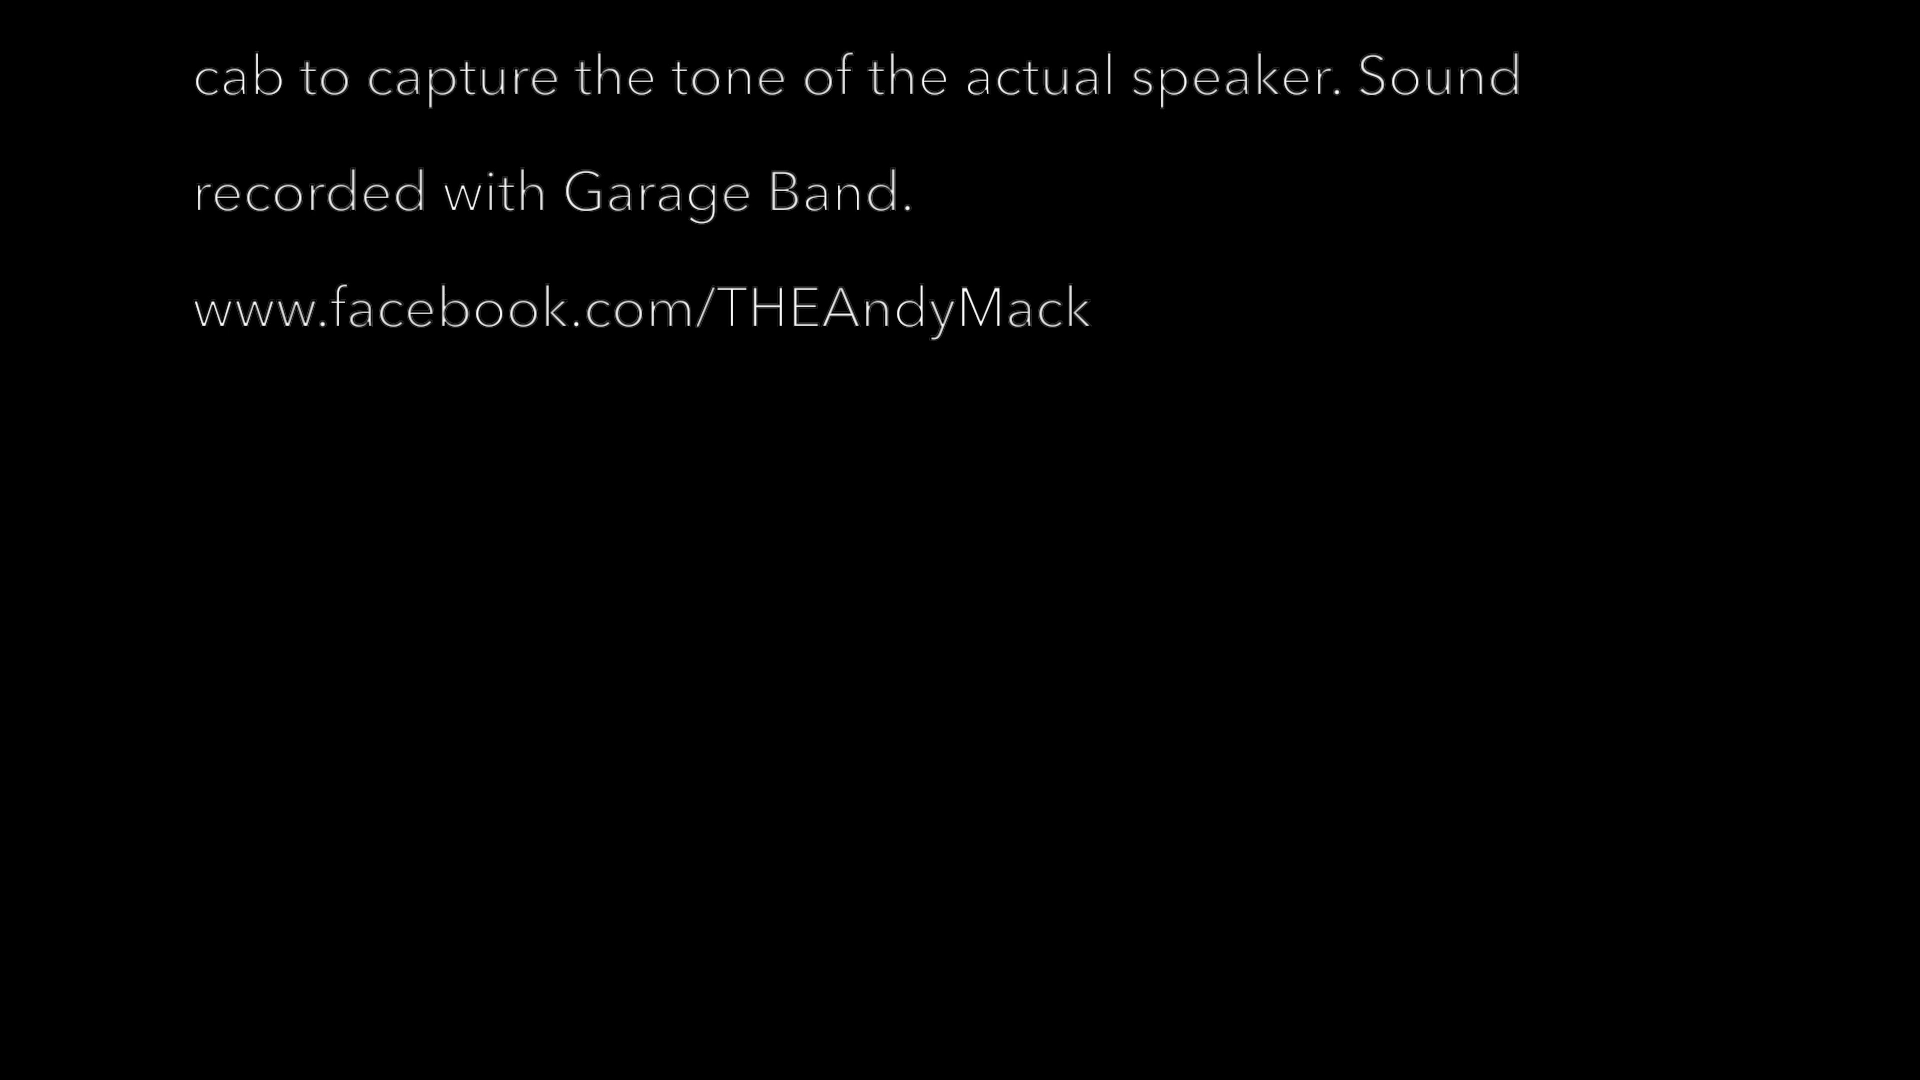 cab to capture the tone of the actual speaker. Sound
recorded with Garage Band.
www.facebook.com/THEAndyMack